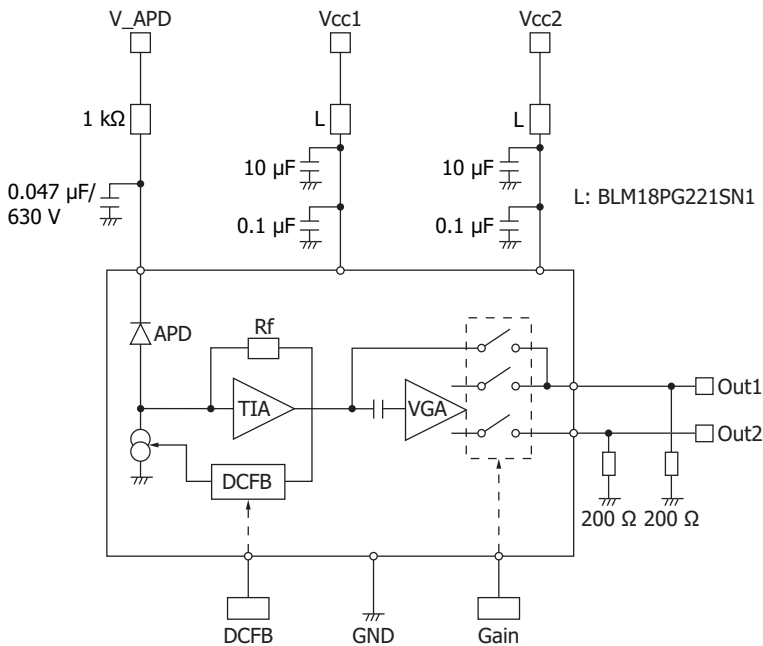 V_APD
Vcc1
Vcc2
1 kΩ
L
L
10 µF
10 µF
0.047 µF/
630 V
L: BLM18PG221SN1
0.1 µF
0.1 µF
APD
Rf
TIA
VGA
Out1
Out2
DCFB
200 Ω
200 Ω
DCFB
GND
Gain